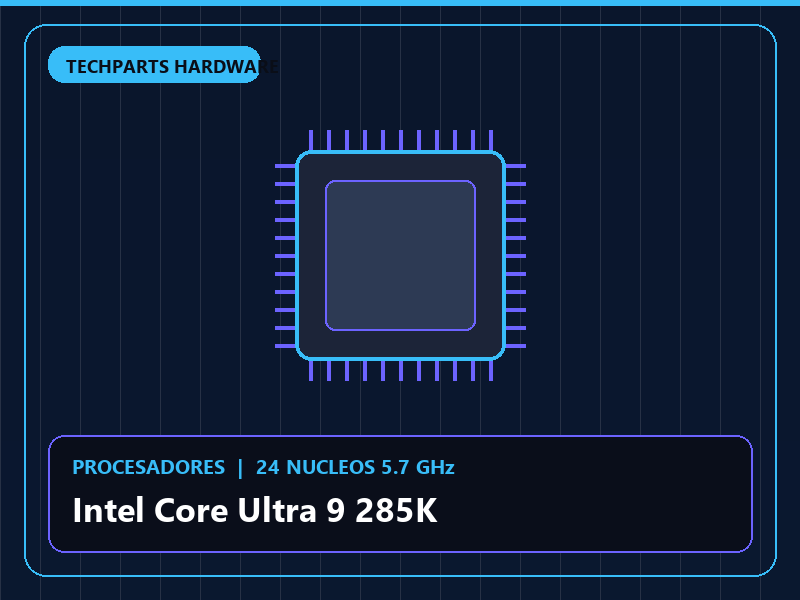 TECHPARTS HARDWARE
PROCESADORES | 24 NUCLEOS 5.7 GHz
Intel Core Ultra 9 285K